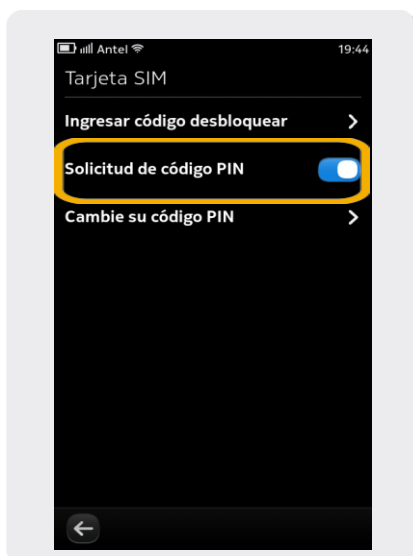 Antel 19:44
Tarjeta SIM
Ingresar código desbloquear
Solicitud de código PIN
Cambie su código PIN